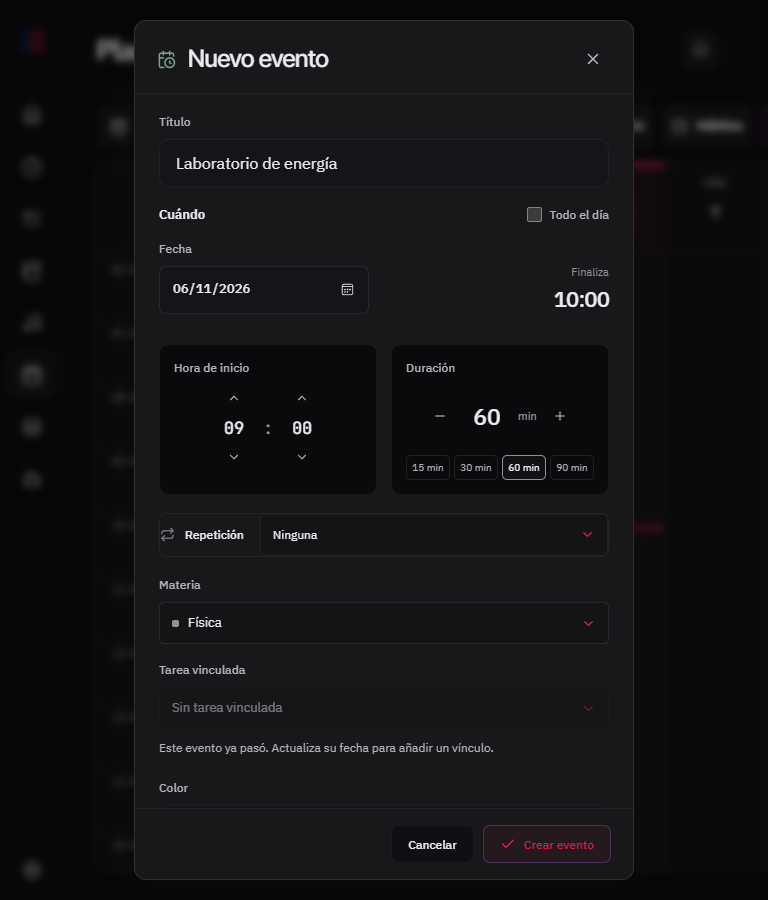 Nuevo evento
Título
Laboratorio de energía
Cuándo
Todo el día
Fecha
06/11/2026
Finaliza
10:00
Hora de inicio
09 : 00
Duración
60 min
15 min 30 min 60 min 90 min
Repetición
Ninguna
Materia
Física
Tarea vinculada
Sin tarea vinculada
Este evento ya pasó. Actualiza su fecha para añadir un vínculo.
Color
Cancelar
Crear evento